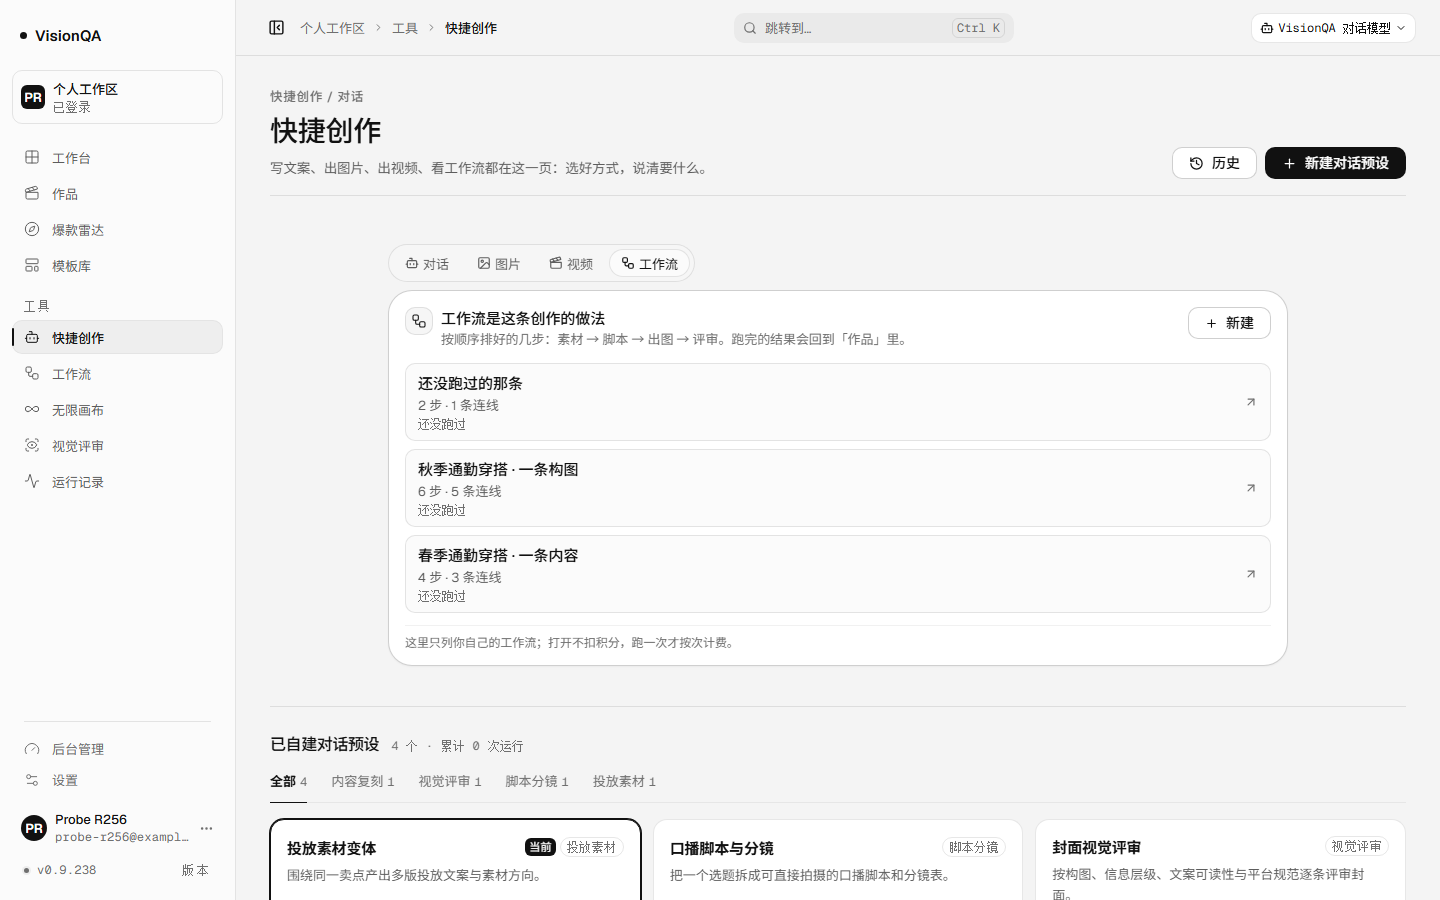 VisionQA
PR
个人工作区
已登录
工作台
作品
爆款雷达
模板库
工具
快捷创作
工作流
无限画布
视觉评审
运行记录
后台管理
设置
PR
Probe R256
probe-r256@exampl…
v0.9.238
版本
个人工作区
工具
快捷创作
跳转到…
Ctrl K
VisionQA 对话模型
快捷创作 / 对话
快捷创作
写文案、出图片、出视频、看工作流都在这一页：选好方式，说清要什么。
历史
新建对话预设
对话
图片
视频
工作流
工作流是这条创作的做法
按顺序排好的几步：素材 → 脚本 → 出图 → 评审。跑完的结果会回到「作品」里。
新建
还没跑过的那条
2 步 · 1 条连线
还没跑过
秋季通勤穿搭 · 一条构图
6 步 · 5 条连线
还没跑过
春季通勤穿搭 · 一条内容
4 步 · 3 条连线
还没跑过
这里只列你自己的工作流；打开不扣积分，跑一次才按次计费。
已自建对话预设
4 个 · 累计 0 次运行
全部 4
内容复刻 1
视觉评审 1
脚本分镜 1
投放素材 1
投放素材变体
当前
投放素材
围绕同一卖点产出多版投放文案与素材方向。
口播脚本与分镜
脚本分镜
把一个选题拆成可直接拍摄的口播脚本和分镜表。
封面视觉评审
视觉评审
按构图、信息层级、文案可读性与平台规范逐条评审封
面。